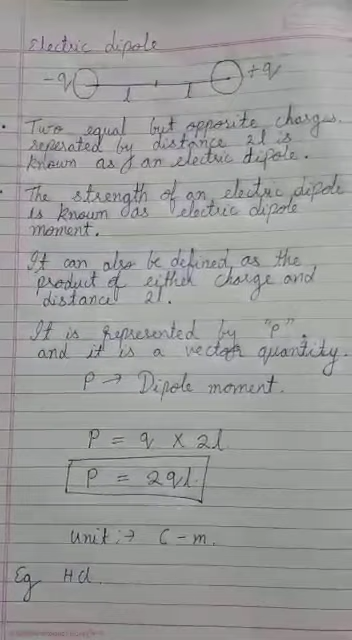 Electric dipole
-q +q
l l
Two equal but opposite charges
seperated by distance 2l is
known as an electric dipole.
The strength of an electric dipole
is known as electric dipole
moment.
It can also be defined as the
product of either charge and
distance 2l.
It is represented by "p".
and it is a vector quantity.
P → Dipole moment.
P = q × 2l
P = 2ql
Unit :→ C-m.
Eg HCl